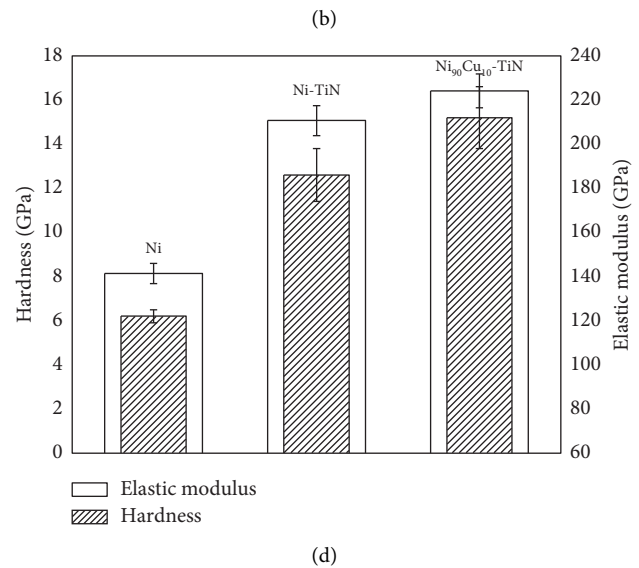 (b)
18
16
14
12
10
8
6
4
2
0
Hardness (GPa)
Ni
Ni-TiN
Ni₉₀Cu₁₀-TiN
240
220
200
180
160
140
120
100
80
60
Elastic modulus (GPa)
Elastic modulus
Hardness
(d)